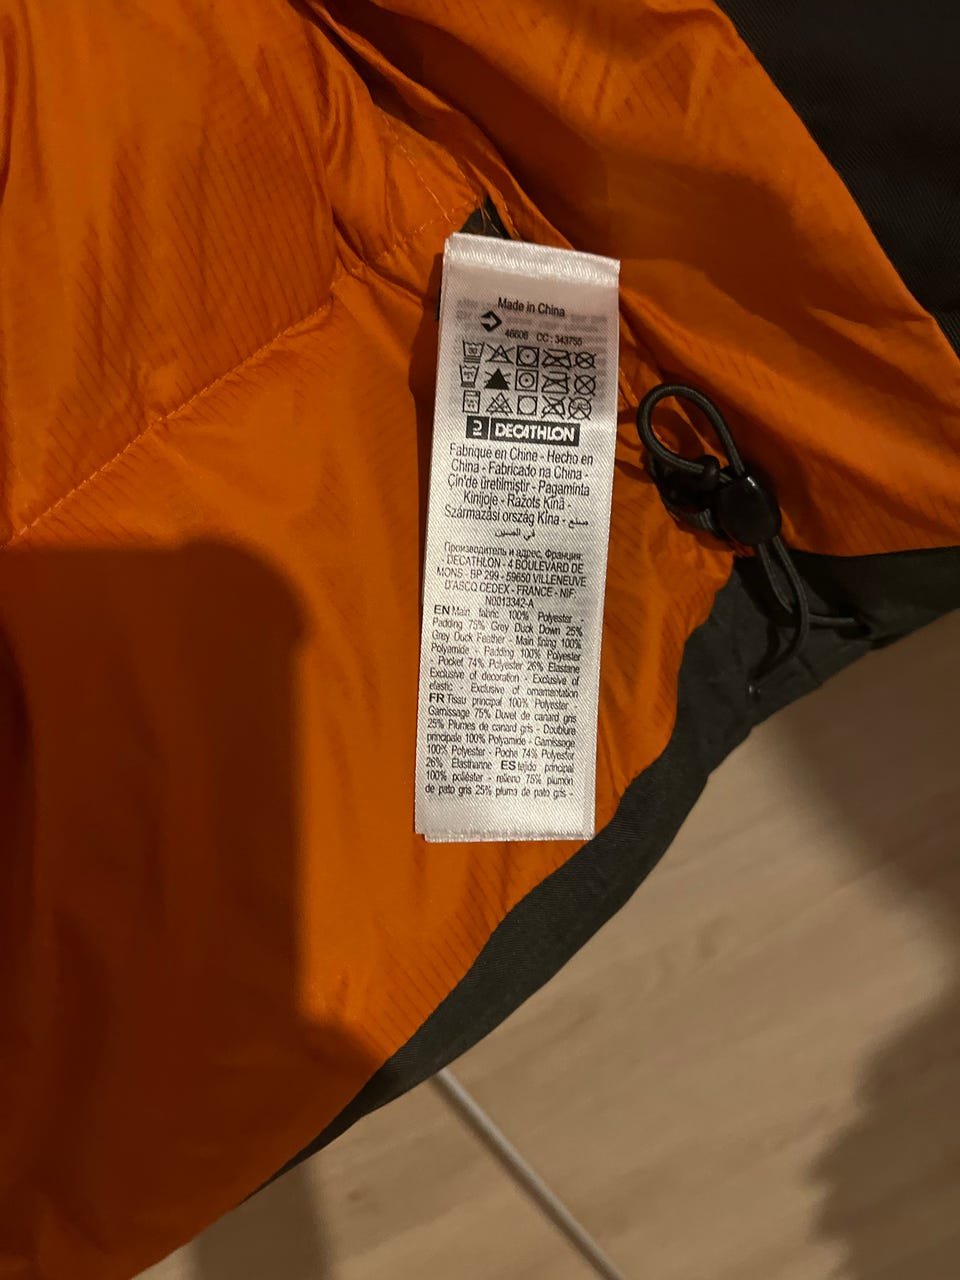 Made in China
46606 CC: 343755
DECATHLON
Fabriqué en Chine - Hecho en
China - Fabricado na China -
Çin'de üretilmiştir - Pagaminta
Kinijoje - Ražots Ķīnā -
Származási ország Kína - صنع
في الصين
Производитель и адрес, Франция:
DECATHLON - 4 BOULEVARD DE
MONS - BP 299 - 59650 VILLENEUVE
D'ASCQ CEDEX - FRANCE - NIF:
N0013342-A
EN Main fabric 100% Polyester -
Padding 75% Grey Duck Down 25%
Grey Duck Feather - Main lining 100%
Polyamide - Padding 100% Polyester
- Pocket 74% Polyester 26% Elastane
Exclusive of decoration - Exclusive of
elastic - Exclusive of ornamentation
FR Tissu principal 100% Polyester -
Garnissage 75% Duvet de canard gris
25% Plumes de canard gris - Doublure
principale 100% Polyamide - Garnissage
100% Polyester - Poche 74% Polyester
26% Élasthanne ES tejido principal
100% poliéster - relleno 75% plumón
de pato gris 25% pluma de pato gris -